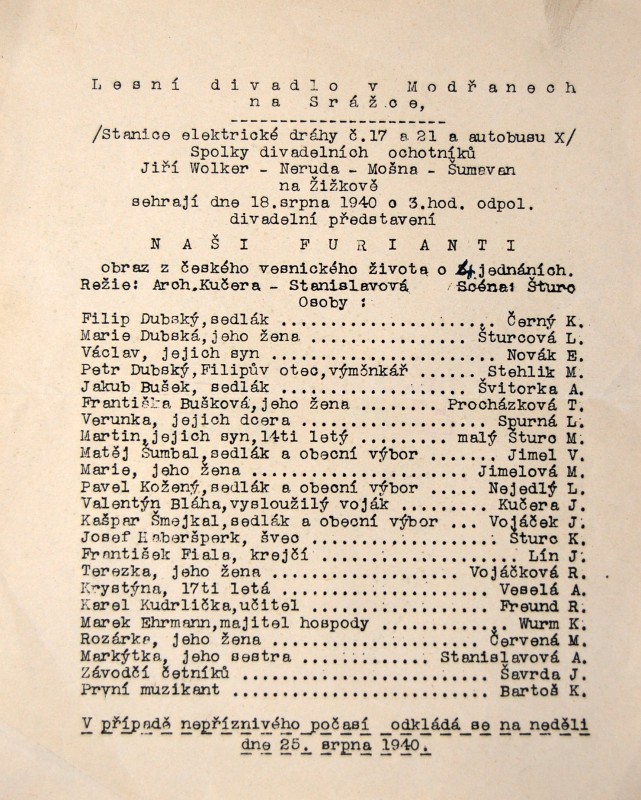 Lesní divadlo v Modřanech
na Srážce,
/Stanice elektrické dráhy č.17 a 21 a autobusu X/
Spolky divadelních ochotníků
Jiří Wolker - Neruda - Mošna - Šumavan
na Žižkově
sehrají dne 18.srpna 1940 o 3.hod. odpol.
divadelní představení
NAŠI FURIANTI
obraz z českého vesnického života o 4 jednáních.
Režie: Arch.Kučera - Stanislavová Scéna: Šturc
Osoby :
Filip Dubský,sedlák ........................ Černý K.
Marie Dubská,jeho žena ..................... Šturcová L.
Václav, jejich syn ......................... Novák E.
Petr Dubský,Filipův otec,výměnkář ...... Stehlik M.
Jakub Bušek, sedlák ..................... Švitorka A.
Františka Bušková,jeho žena ........ Procházková T.
Verunka, jejich dcera .................... Spurná L.
Martin,jejich syn,14ti letý ......... malý Šturc M.
Matěj Šumbal,sedlák a obecní výbor ....... Jimel V.
Marie, jeho žena ....................... Jimelová M.
Pavel Kožený,sedlák a obecní výbor ..... Nejedlý L.
Valentýn Bláha,vysloužilý voják ......... Kučera J.
Kašpar Šmejkal,sedlák a obecní výbor ... Vojáček J.
Josef Haberšperk, švec ................... Šturc K.
František Fiala, krejčí .................... Lín J.
Terezka, jeho žena ................... Vojáčková R.
Krystýna, 17ti letá ...................... Veselá A.
Karel Kudrlička,učitel ................... Freund R.
Marek Ehrmann,majitel hospody ............. Wurm K.
Rozárka, jeho žena ...................... Červená M.
Markýtka, jeho sestra ............. Stanislavová A.
Závodčí četníků .......................... Šavrda J.
První muzikant ........................... Bartoš K.
V případě nepříznivého počasí odkládá se na neděli
dne 25. srpna 1940.